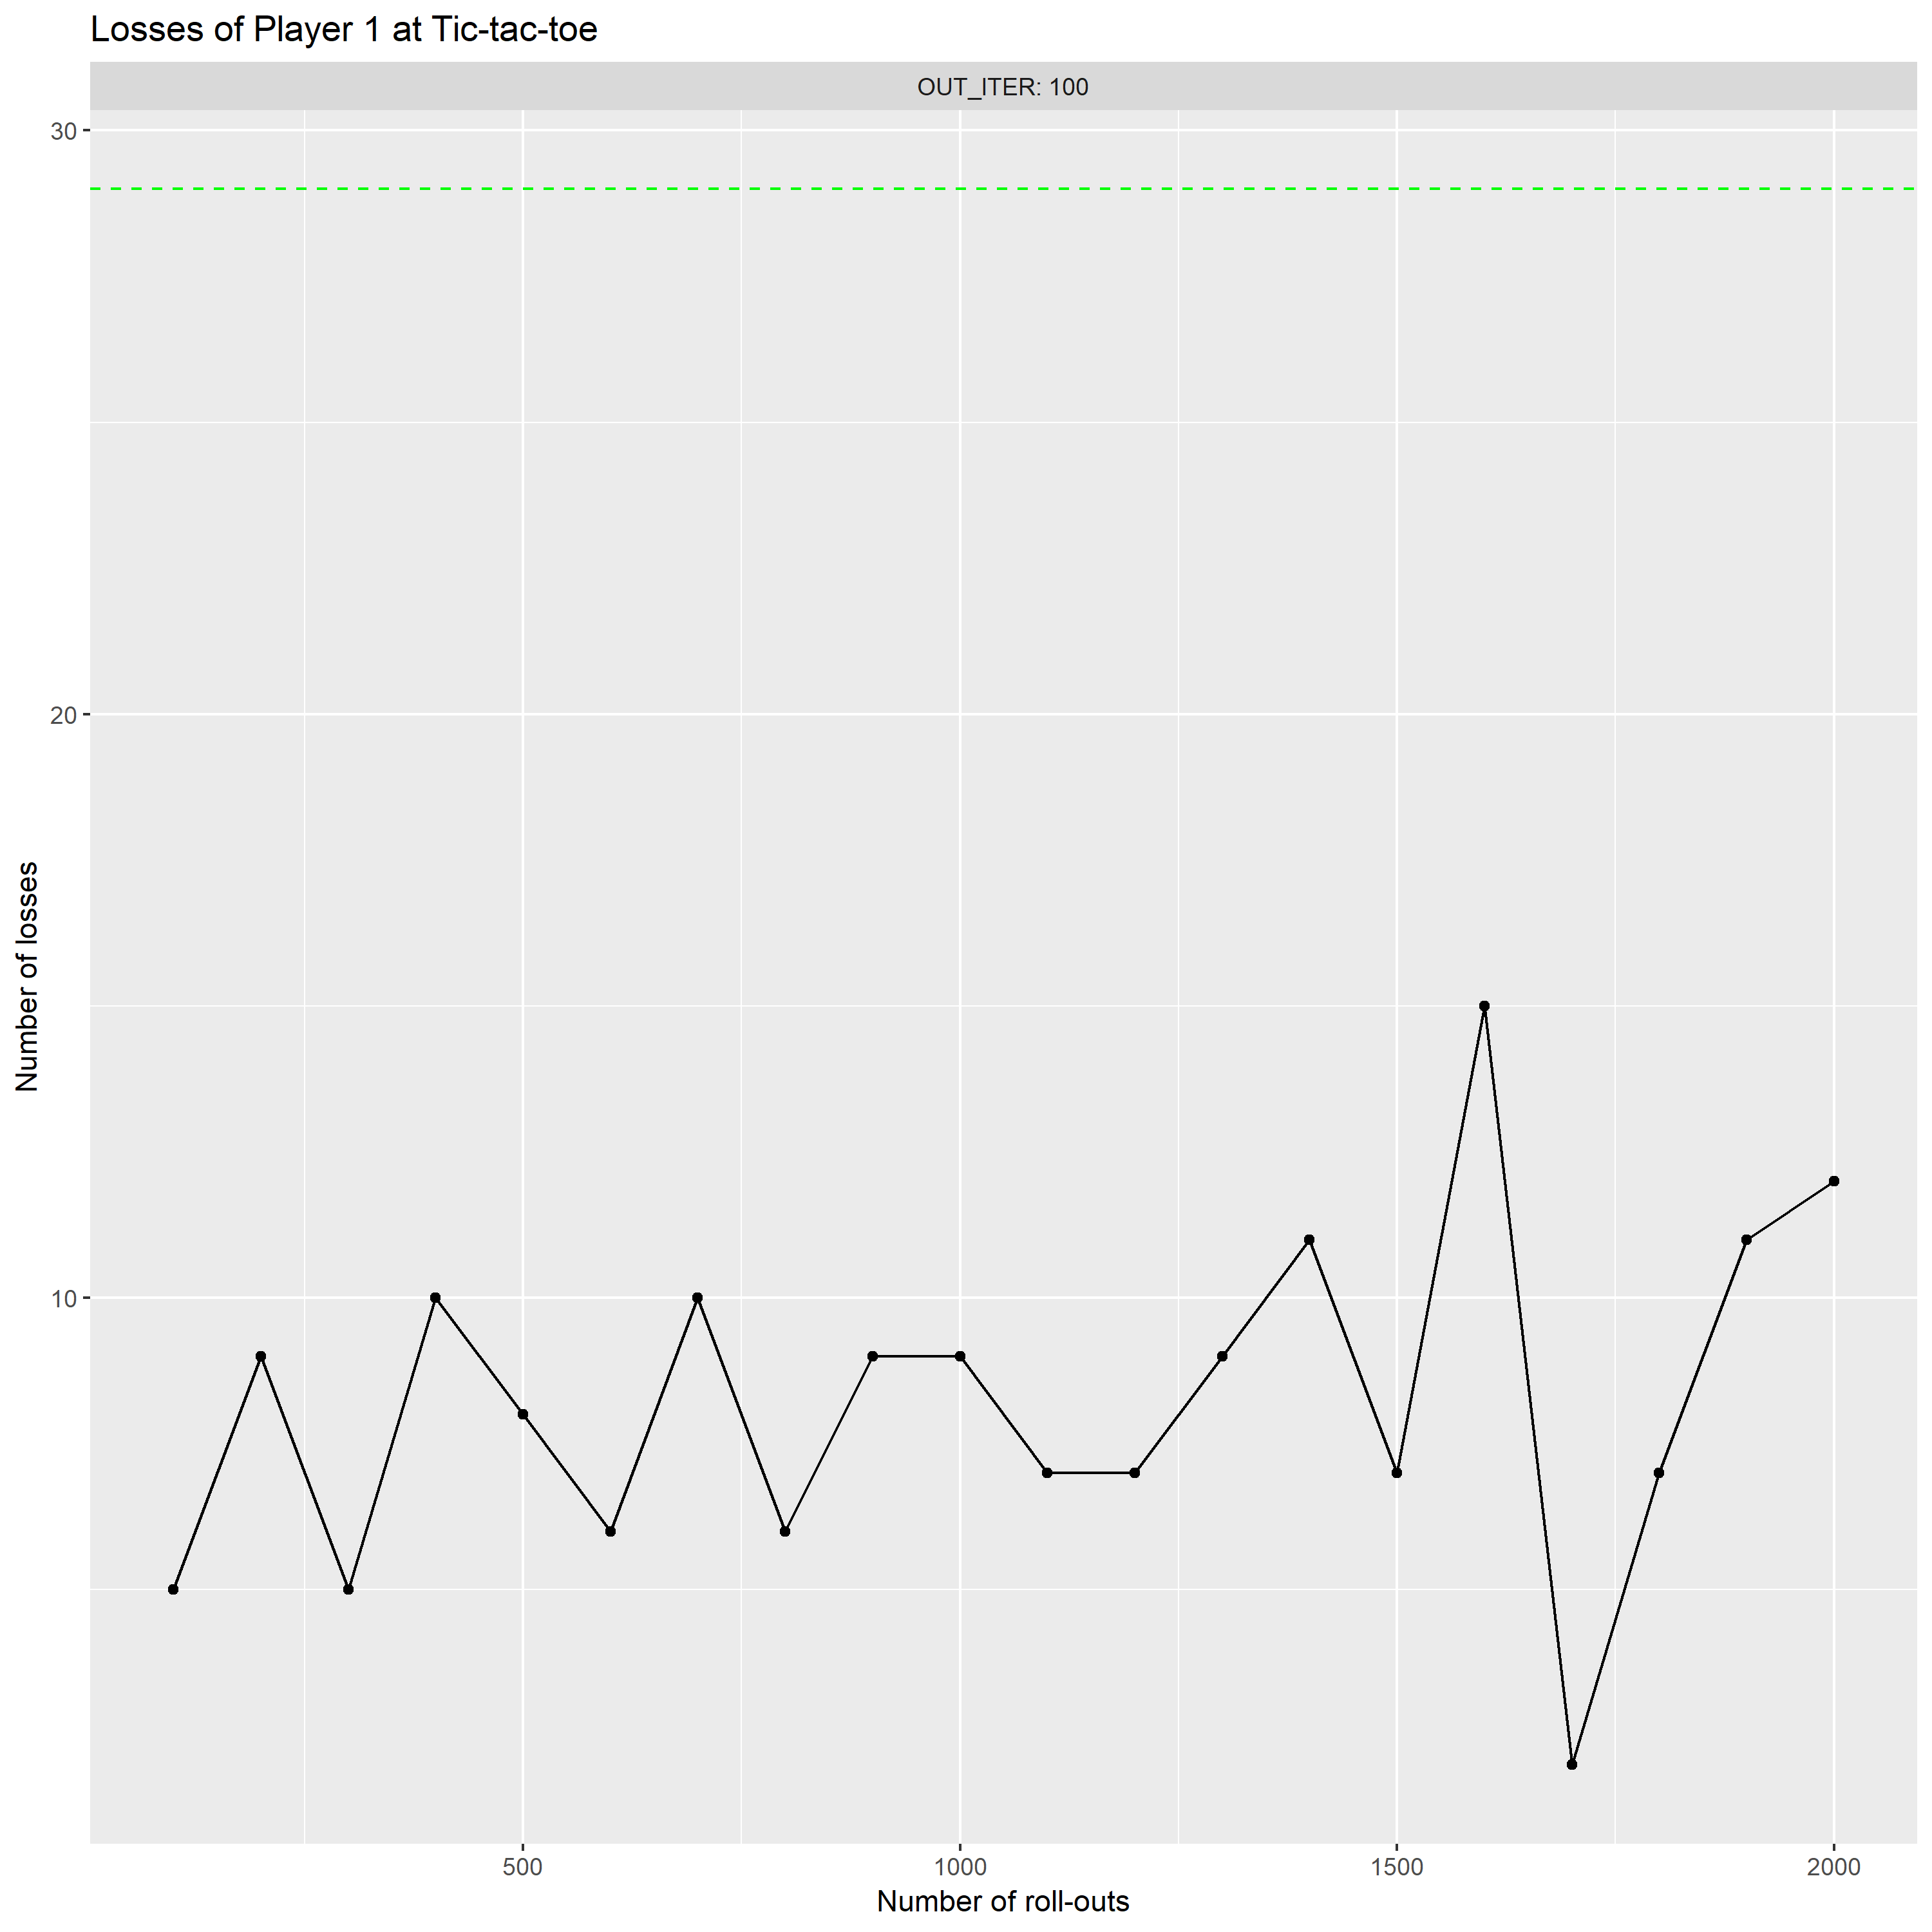 Losses of Player 1 at Tic-tac-toe
OUT_ITER: 100
30
20
10
Number of losses
500 1000 1500 2000
Number of roll-outs